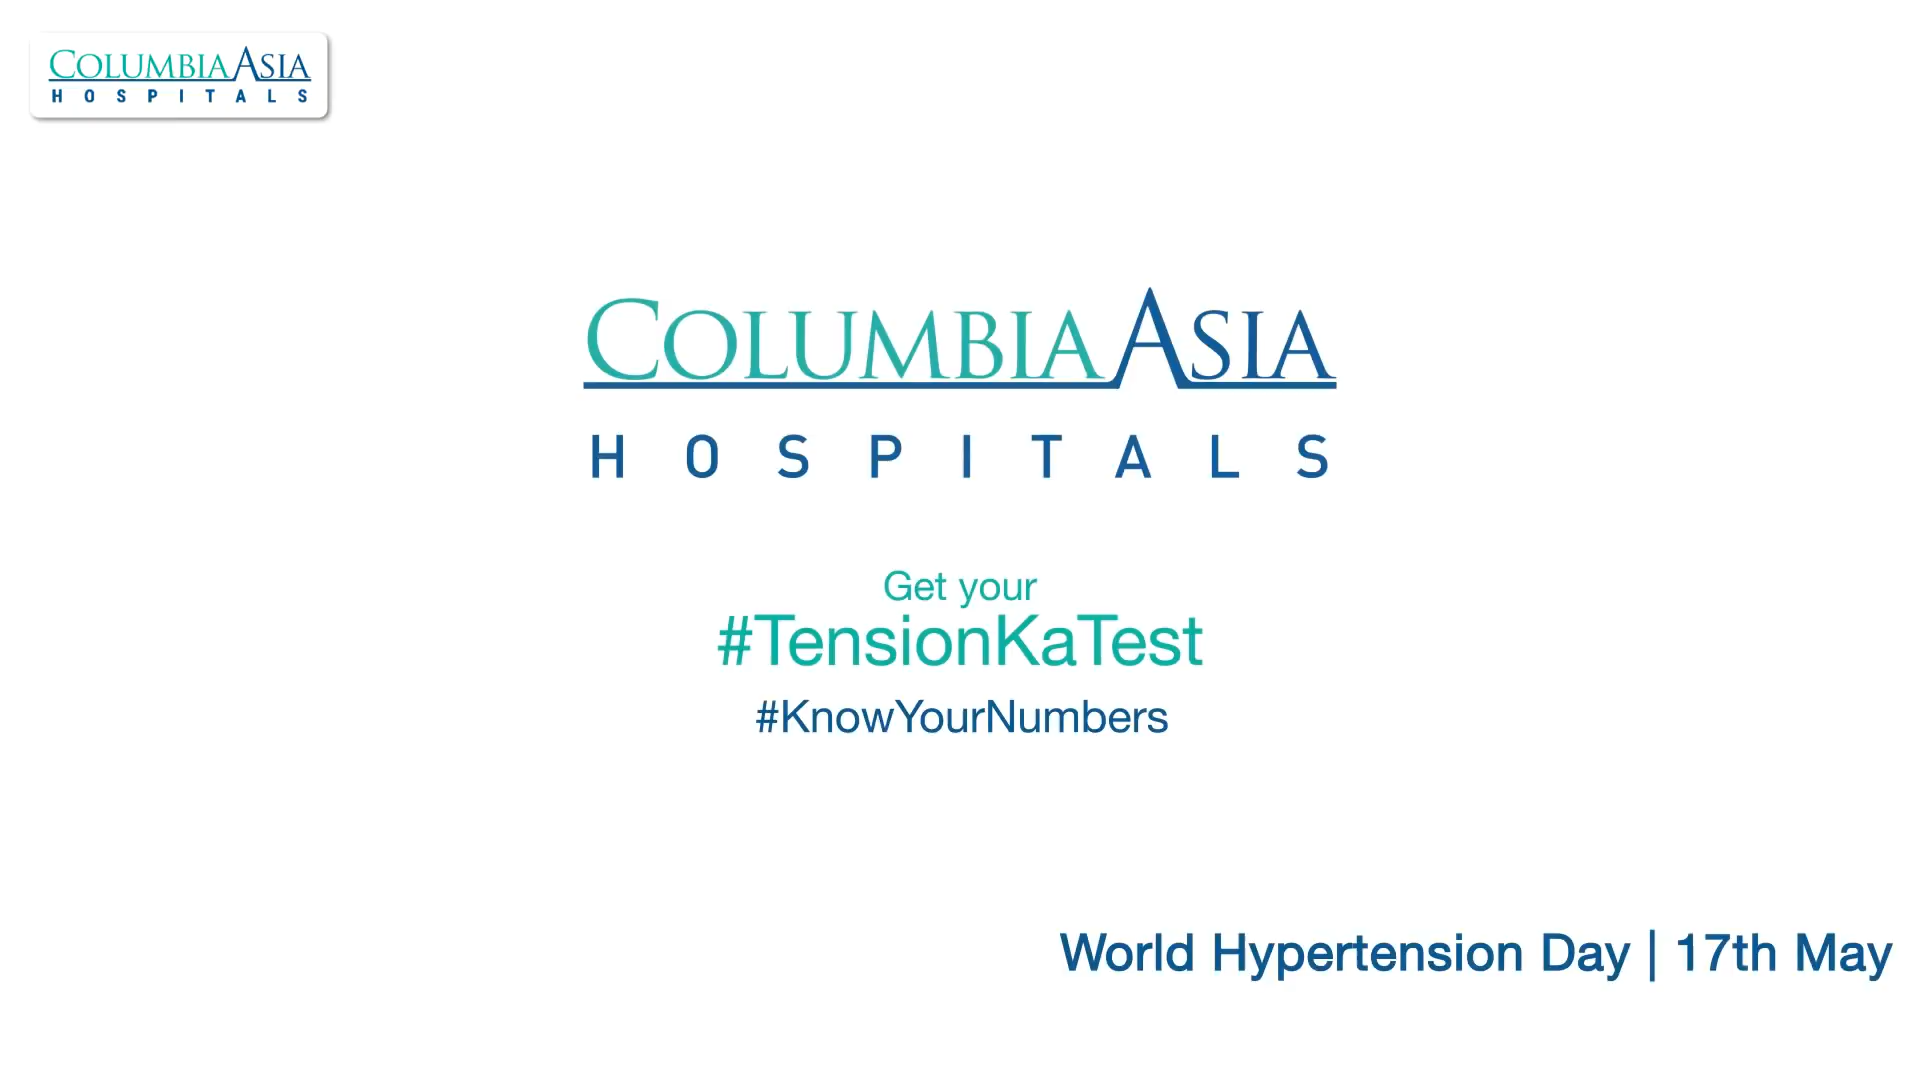 COLUMBIA ASIA
HOSPITALS
COLUMBIA ASIA
HOSPITALS
Get your
#TensionKaTest
#KnowYourNumbers
World Hypertension Day | 17th May